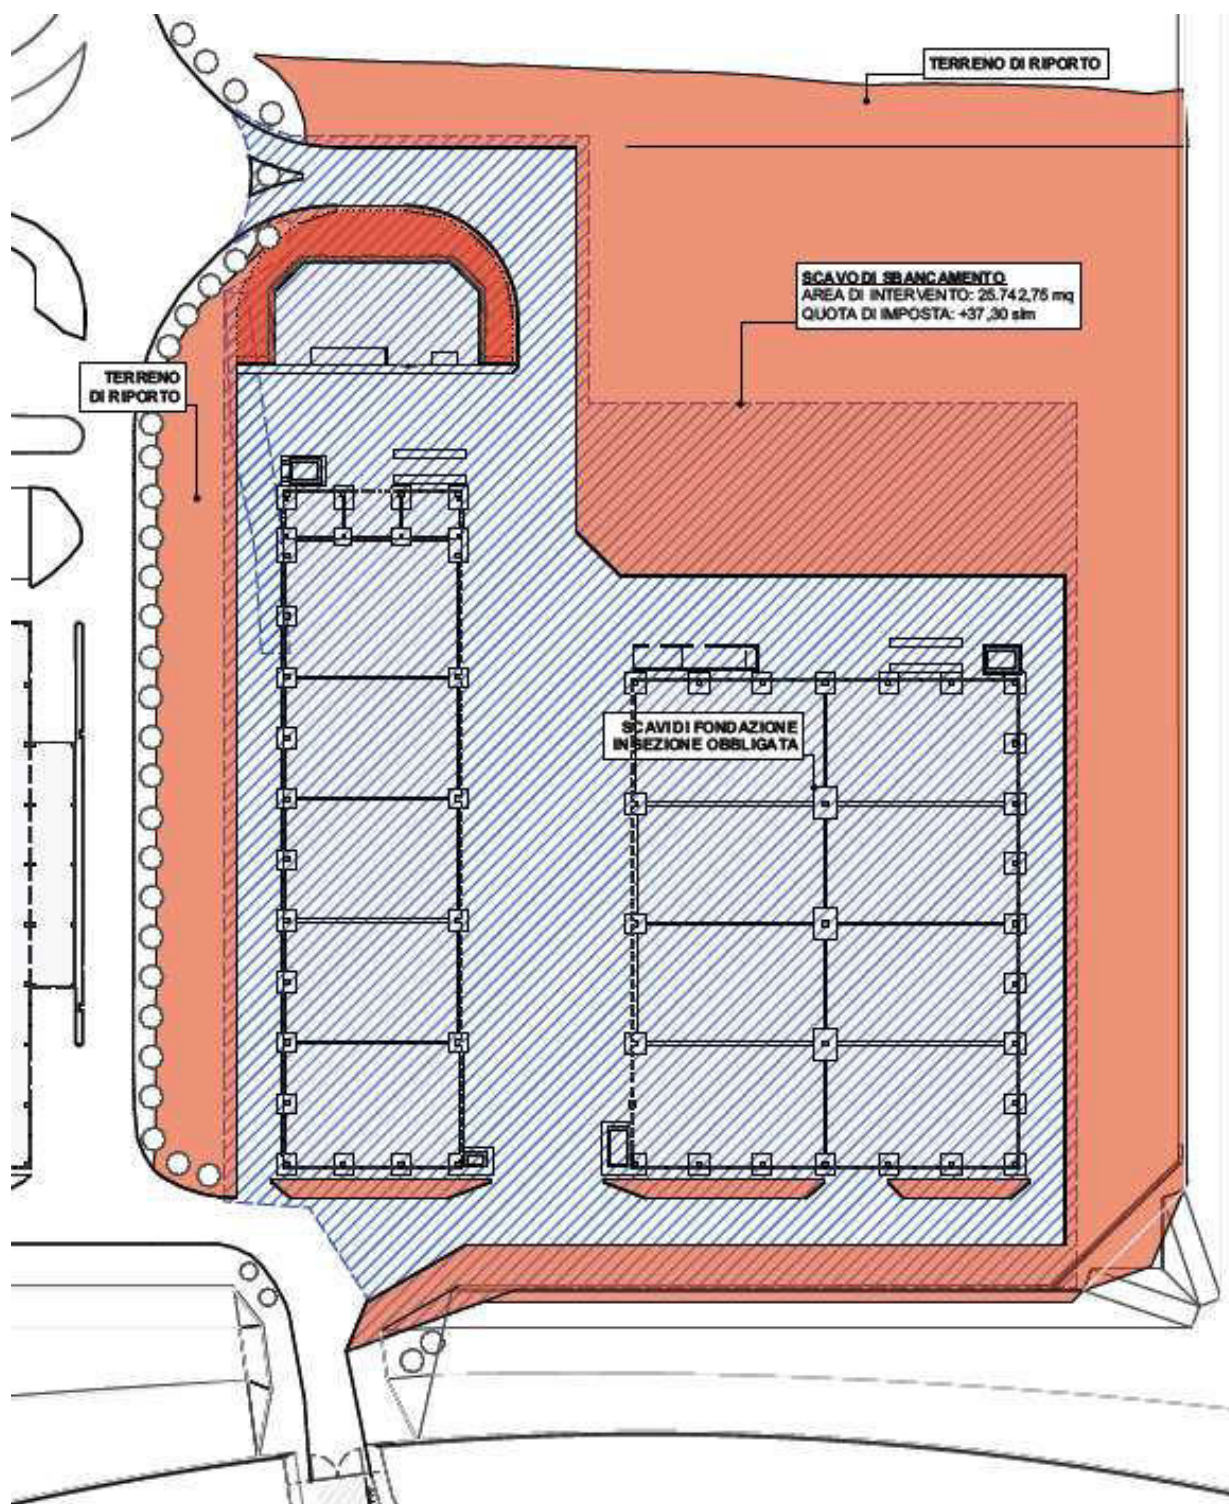 TERRENO DI RIPORTO
SCAVO DI SBANCAMENTO
AREA DI INTERVENTO: 25.742,75 mq
QUOTA DI IMPOSTA: +37,30 slm
TERRENO
DI RIPORTO
SCAVI DI FONDAZIONE
IN SEZIONE OBBLIGATA